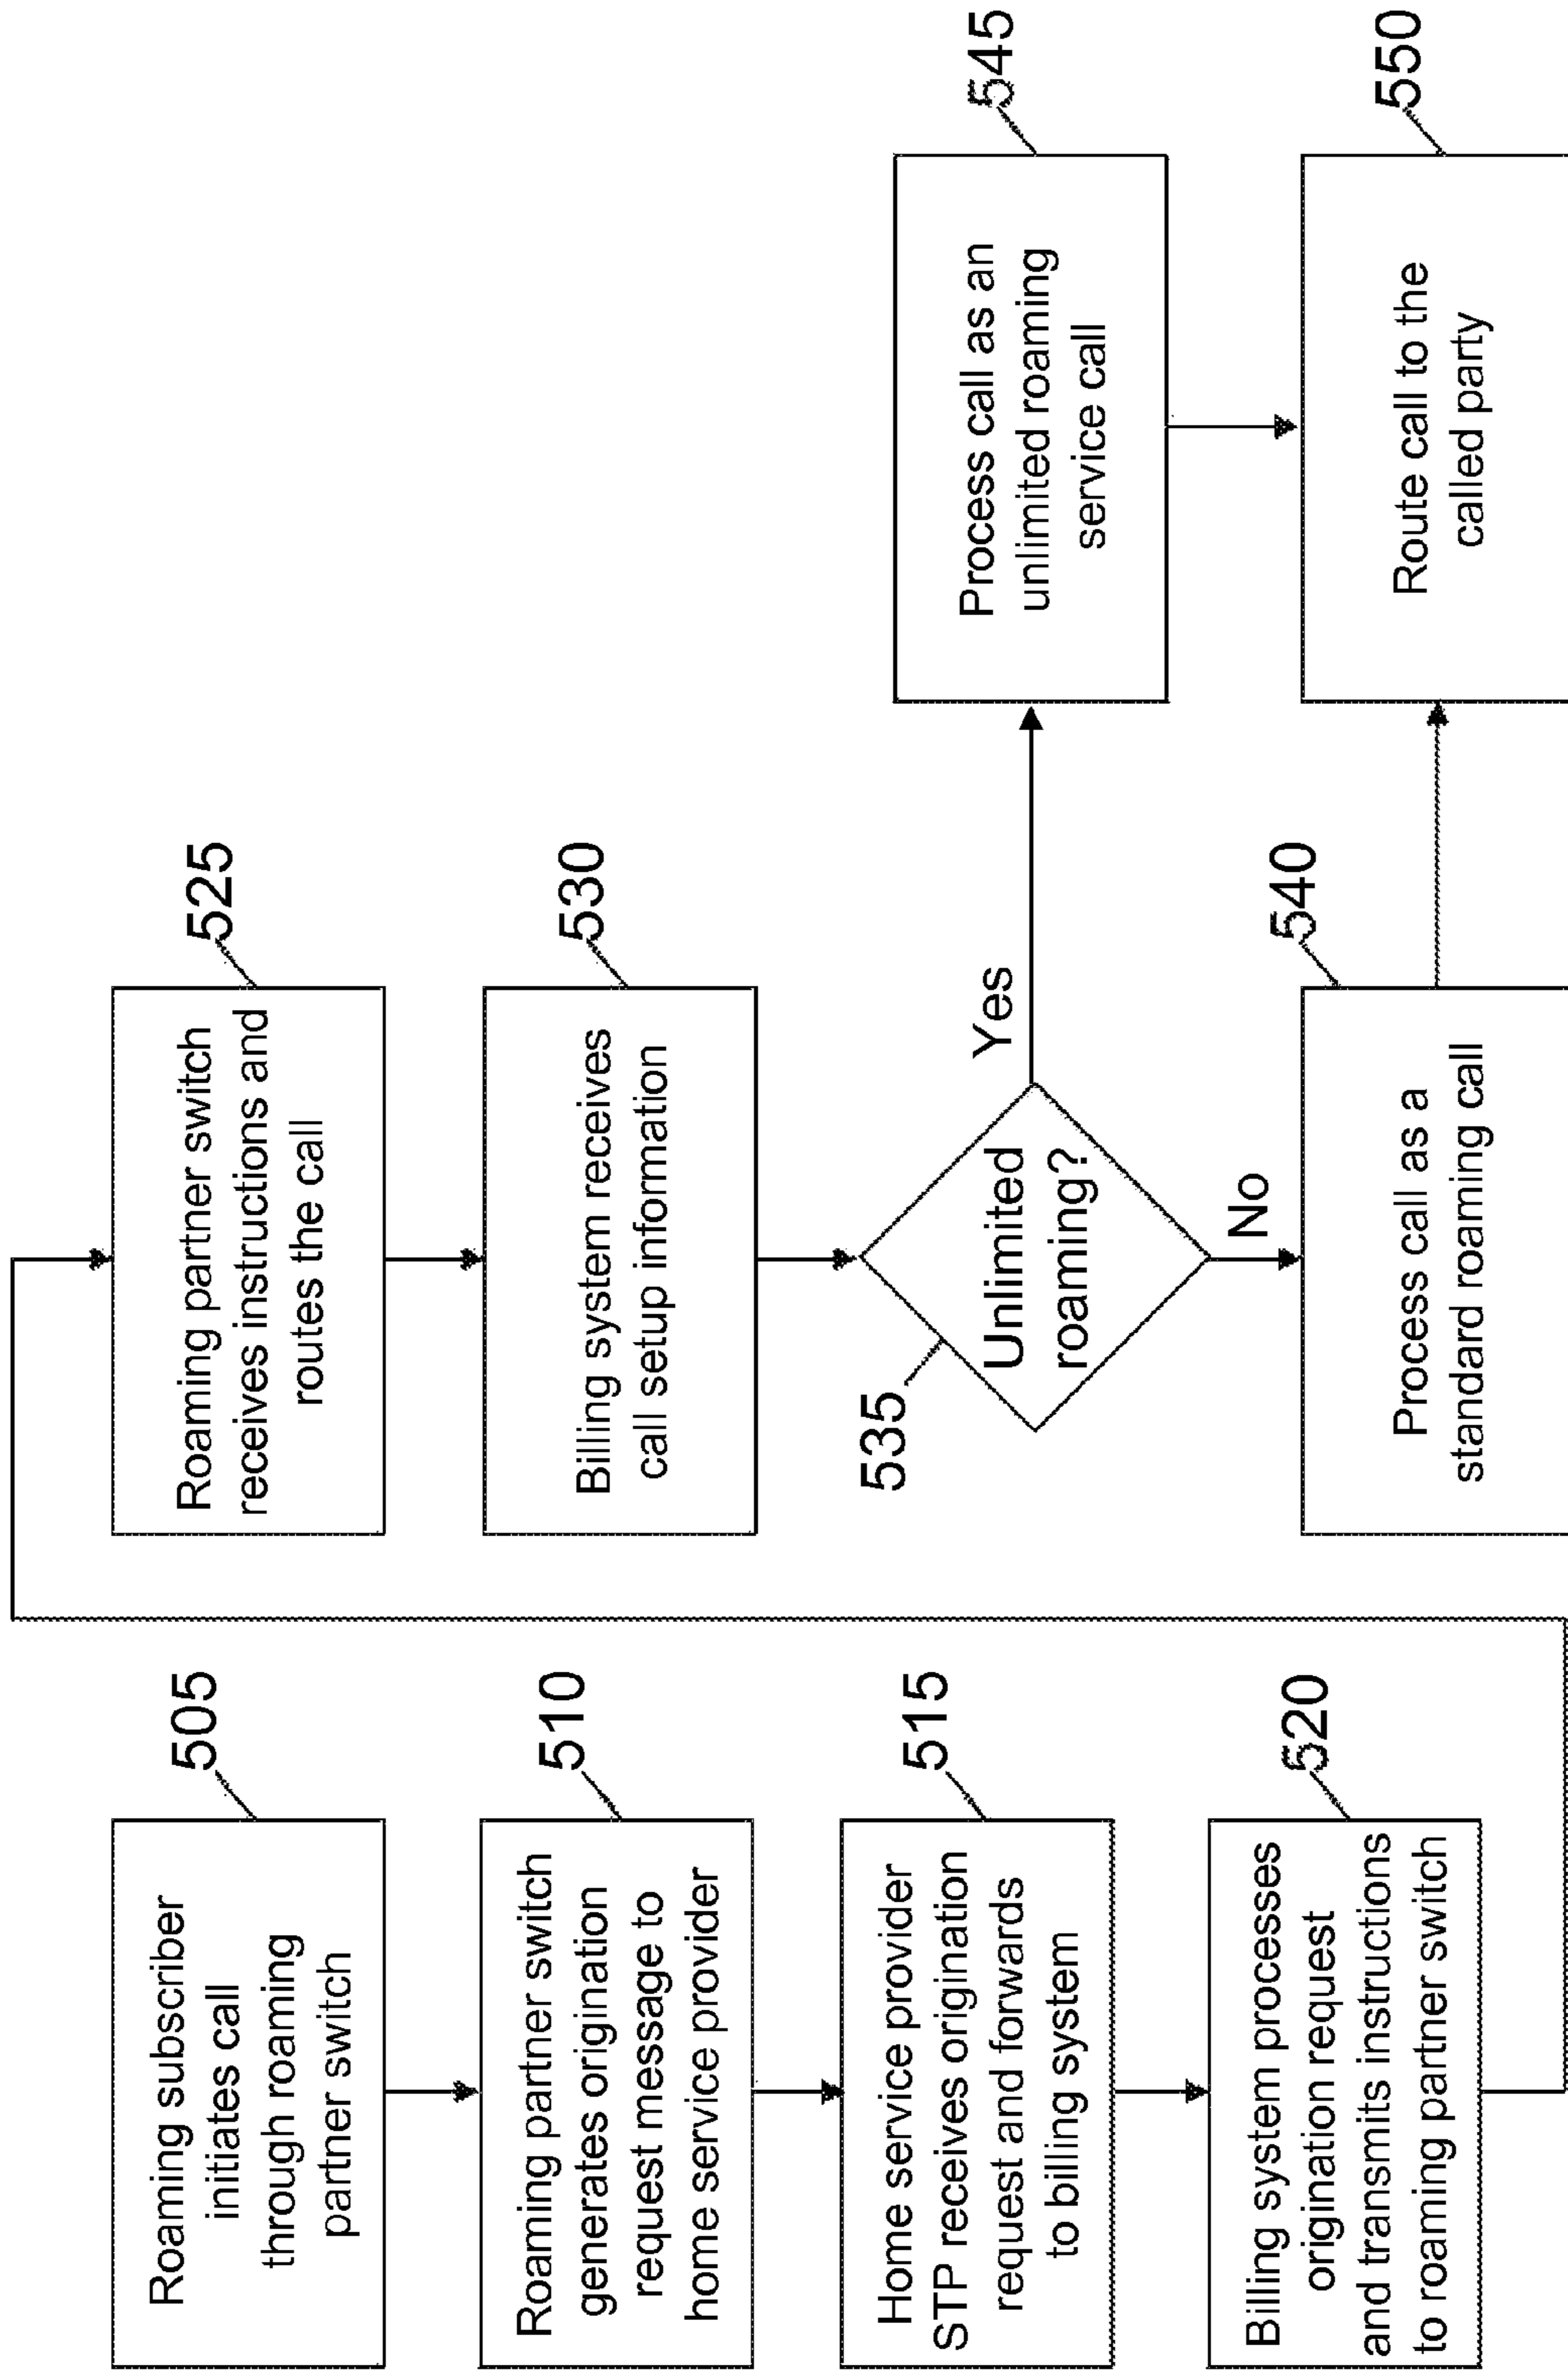 505
Roaming subscriber
initiates call
through roaming
partner switch
510
Roaming partner switch
generates origination
request message to
home service provider
515
Home service provider
STP receives origination
request and forwards
to billing system
520
Billing system processes
origination request
and transmits instructions
to roaming partner switch
525
Roaming partner switch
receives instructions and
routes the call
530
Billing system receives
call setup information
535
Unlimited
roaming?
Yes
No
540
Process call as a
standard roaming call
545
Process call as an
unlimited roaming
service call
550
Route call to the
called party